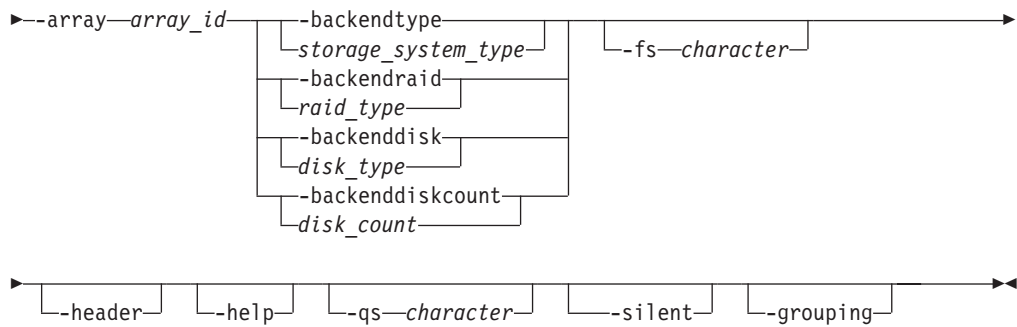 -array array_id -backendtype -fs character
storage_system_type
-backendraid
raid_type
-backenddisk
disk_type
-backenddiskcount
disk_count
-header -help -qs character -silent -grouping